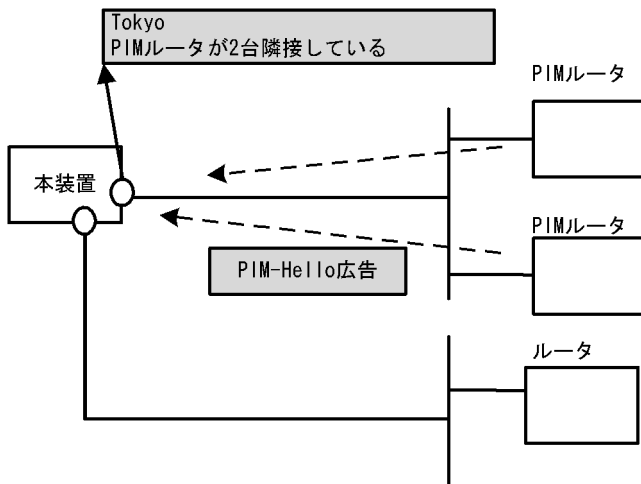 Tokyo
PIMルータが2台隣接している
PIMルータ
本装置
PIMルータ
PIM-Hello広告
ルータ